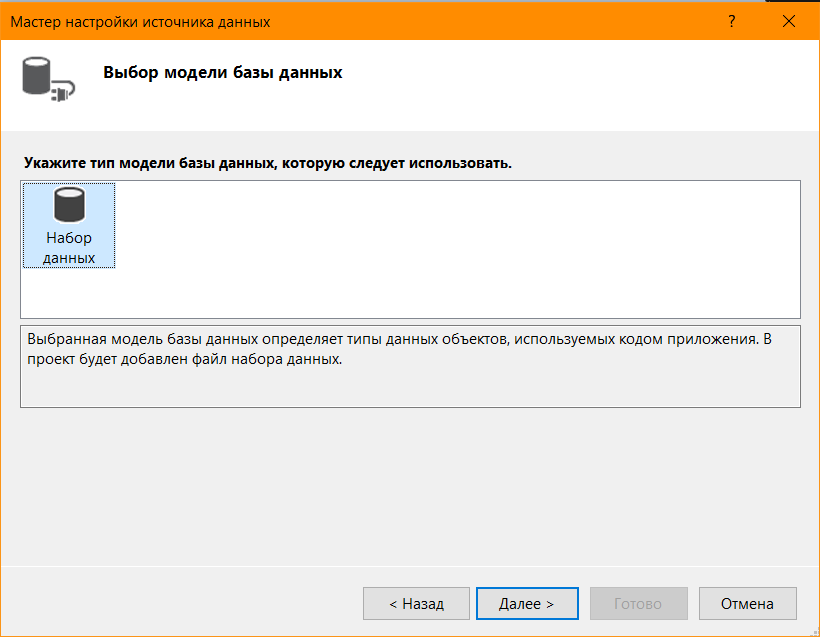 Мастер настройки источника данных
?
Выбор модели базы данных
Укажите тип модели базы данных, которую следует использовать.
Набор
данных
Выбранная модель базы данных определяет типы данных объектов, используемых кодом приложения. В
проект будет добавлен файл набора данных.
< Назад
Далее >
Готово
Отмена